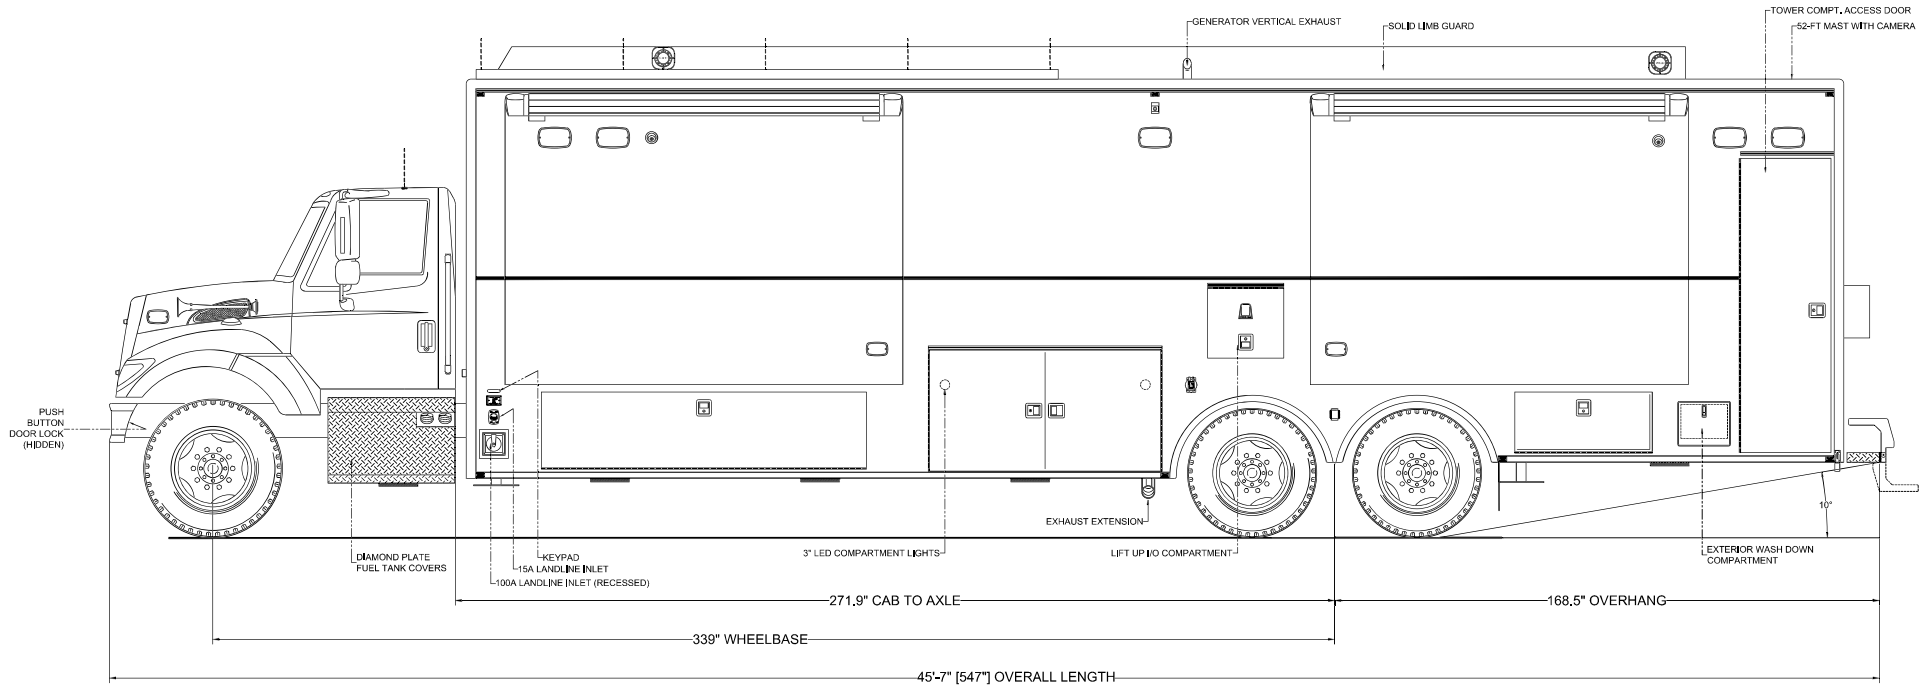 TOWER COMPT. ACCESS DOOR
GENERATOR VERTICAL EXHAUST
SOLID LIMB GUARD
52-FT MAST WITH CAMERA
PUSH
BUTTON
DOOR LOCK
(HIDDEN)
10°
EXHAUST EXTENSION
DIAMOND PLATE
FUEL TANK COVERS
KEYPAD
15A LANDLINE INLET
100A LANDLINE INLET (RECESSED)
3" LED COMPARTMENT LIGHTS
LIFT UP I/O COMPARTMENT
EXTERIOR WASH DOWN
COMPARTMENT
271.9" CAB TO AXLE
168.5" OVERHANG
339" WHEELBASE
45'-7" [547"] OVERALL LENGTH